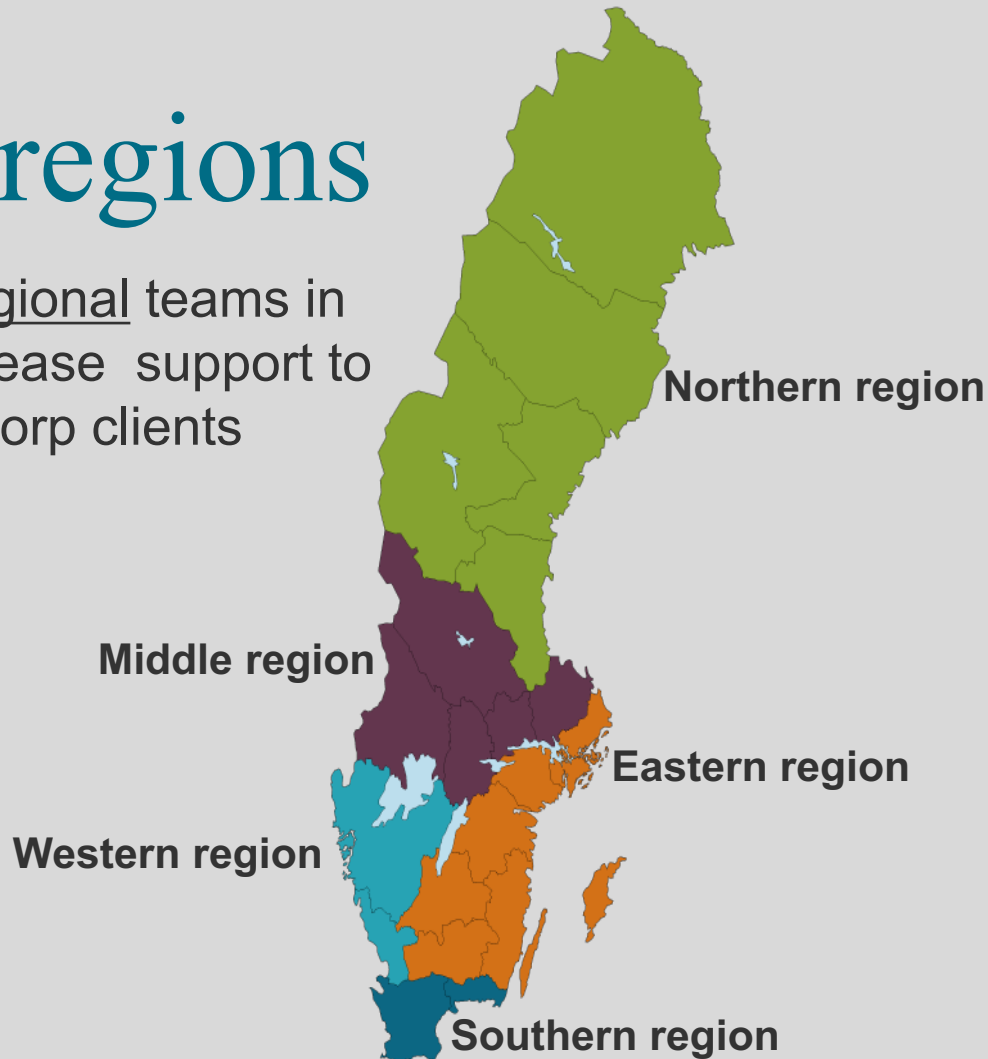 regions
gional teams in
ease support to
orp clients
Northern region
Middle region
Eastern region
Western region
Southern region